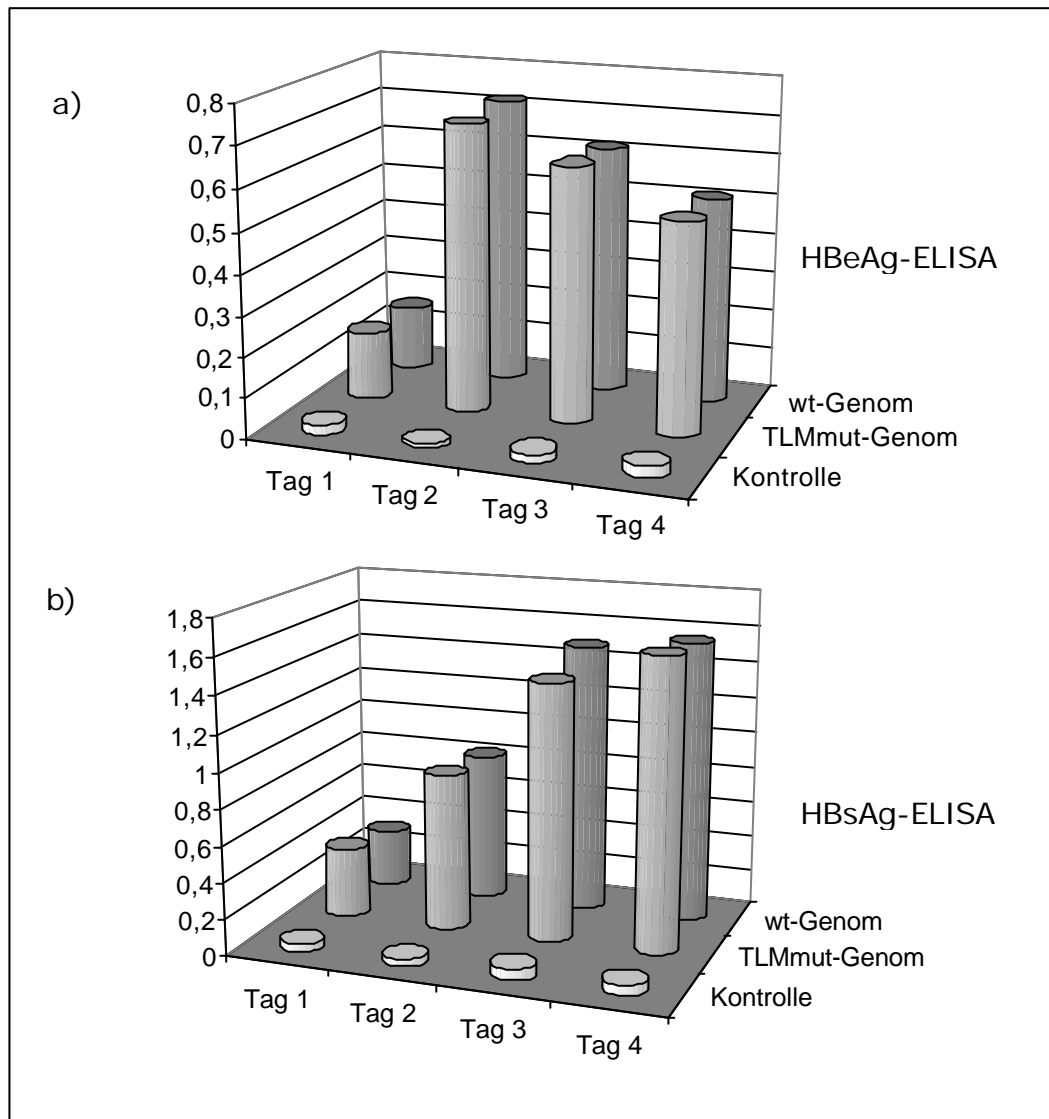 a)
0,8
0,7
0,6
0,5
0,4
0,3
0,2
0,1
0
Tag 1
Tag 2
Tag 3
Tag 4
HBeAg-ELISA
wt-Genom
TLMmut-Genom
Kontrolle
b)
1,8
1,6
1,4
1,2
1
0,8
0,6
0,4
0,2
0
Tag 1
Tag 2
Tag 3
Tag 4
HBsAg-ELISA
wt-Genom
TLMmut-Genom
Kontrolle